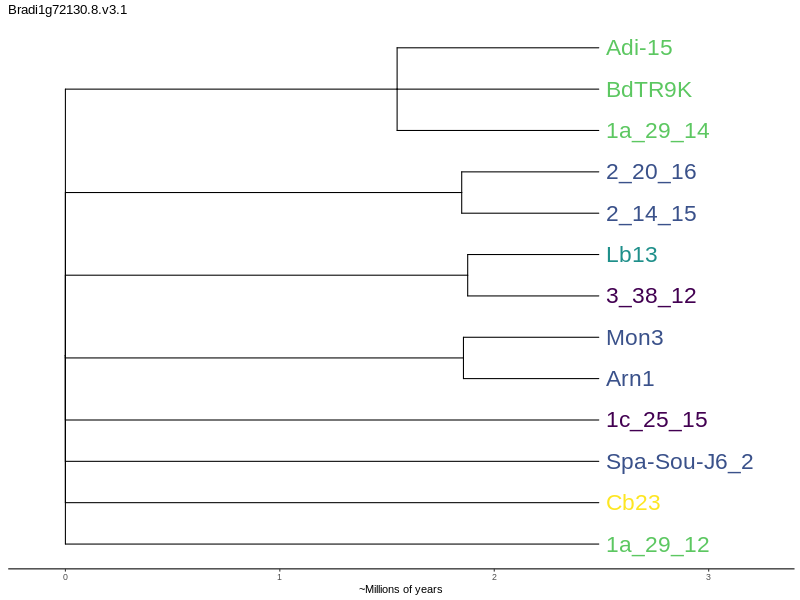 Bradi1g72130.8.v3.1
Adi-15
BdTR9K
1a_29_14
2_20_16
2_14_15
Lb13
3_38_12
Mon3
Arn1
1c_25_15
Spa-Sou-J6_2
Cb23
1a_29_12
0 1 2 3
~Millions of years